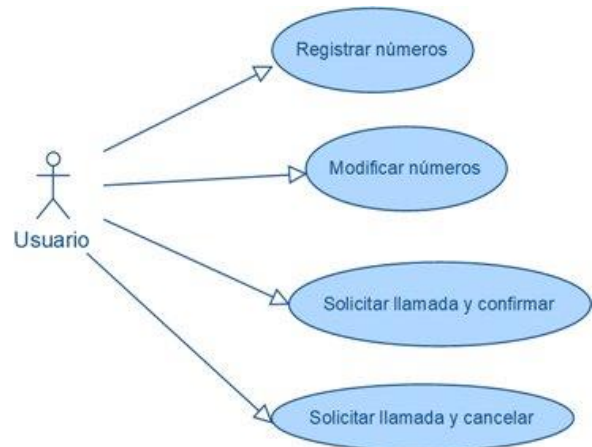 Registrar números
Modificar números
Usuario
Solicitar llamada y confirmar
Solicitar llamada y cancelar